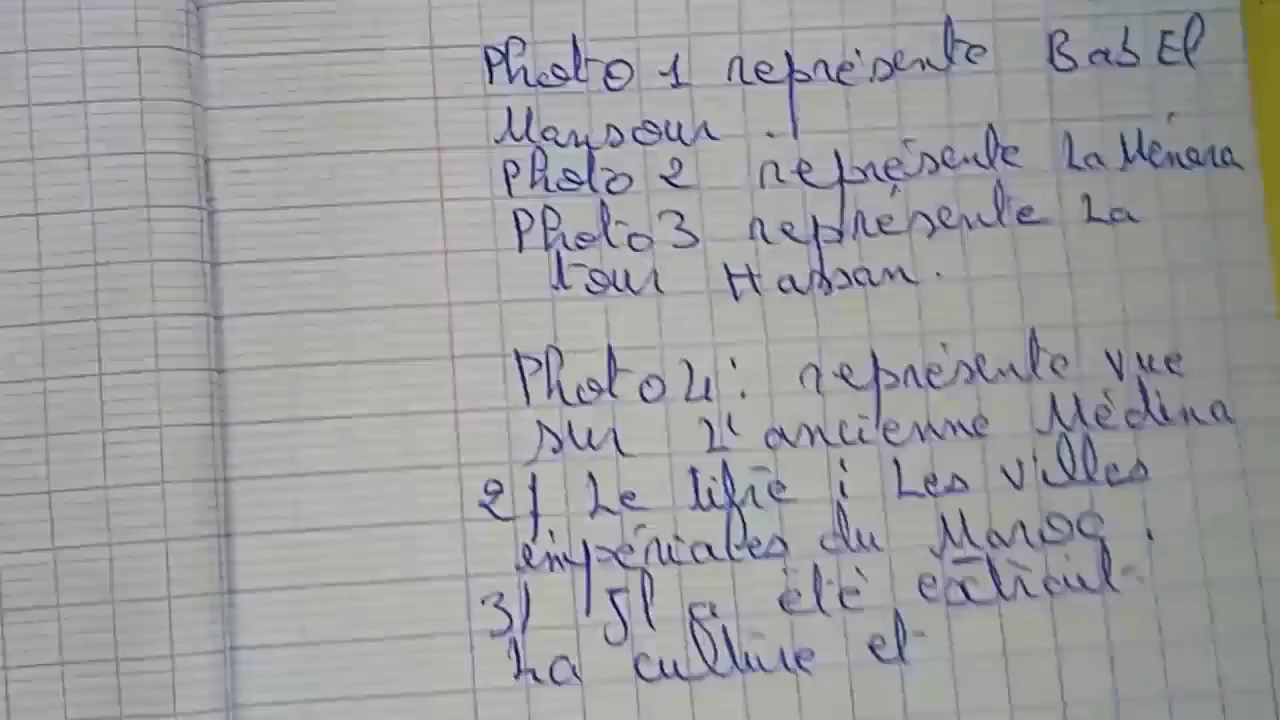 Photo 1 représente Bab El
Mansour .
Photo 2 représente La Ménara
Photo 3 représente La
tour Hassan.
Photo 4 : représente vue
sur l'ancienne Médina
2) Le titre : Les villes
impériales du Maroc .
3) Il a été extrait
La culture et